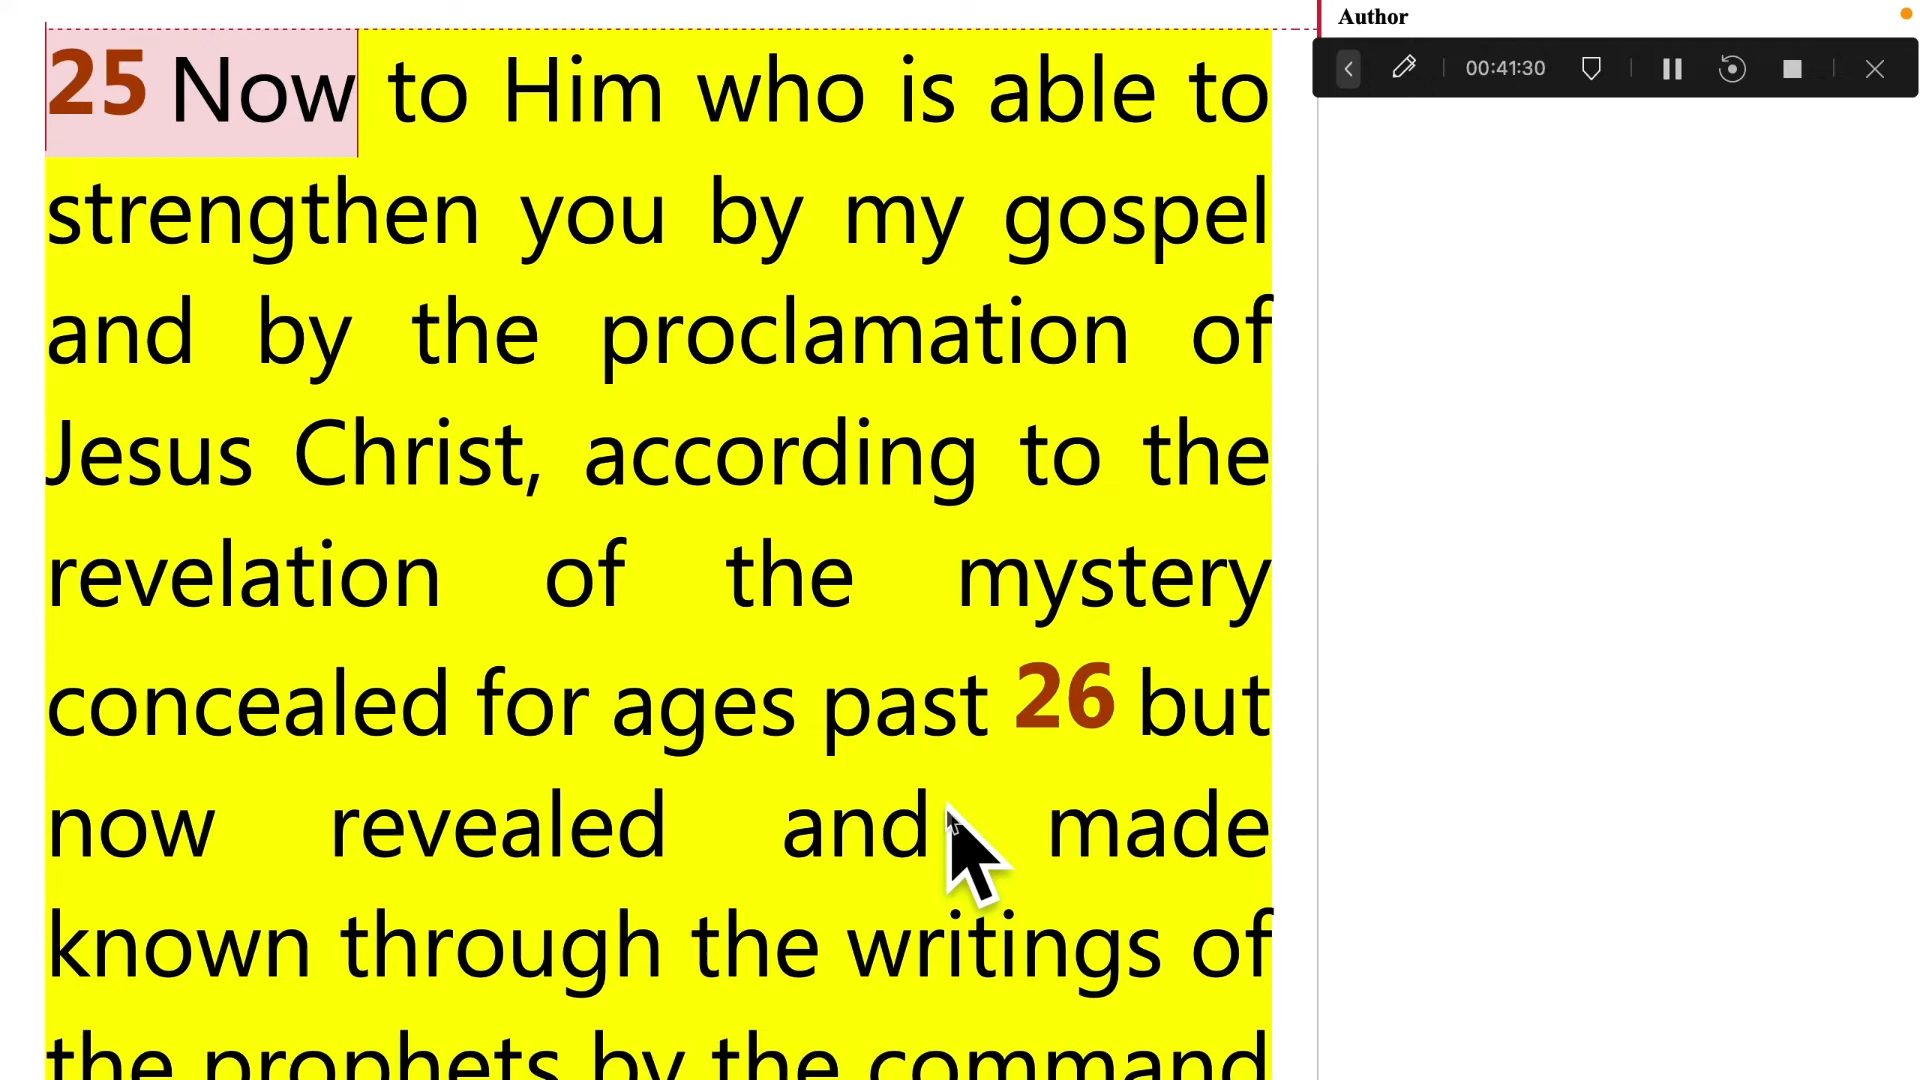 Author
00:41:30
25 Now to Him who is able to
strengthen you by my gospel
and by the proclamation of
Jesus Christ, according to the
revelation of the mystery
concealed for ages past 26 but
now revealed and made
known through the writings of
the prophets by the command